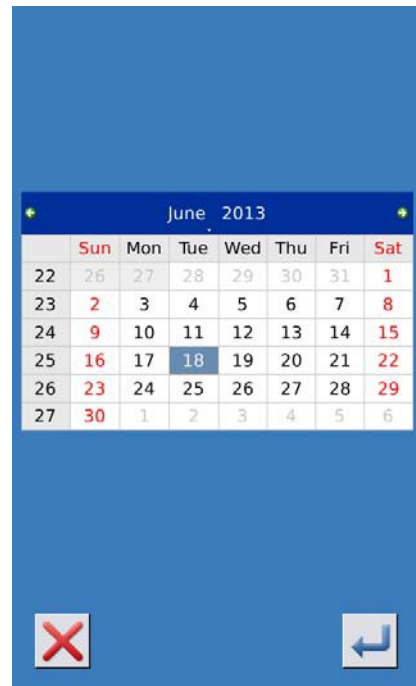 June 2013
Sun Mon Tue Wed Thu Fri Sat
22 26 27 28 29 30 31 1
23 2 3 4 5 6 7 8
24 9 10 11 12 13 14 15
25 16 17 18 19 20 21 22
26 23 24 25 26 27 28 29
27 30 1 2 3 4 5 6